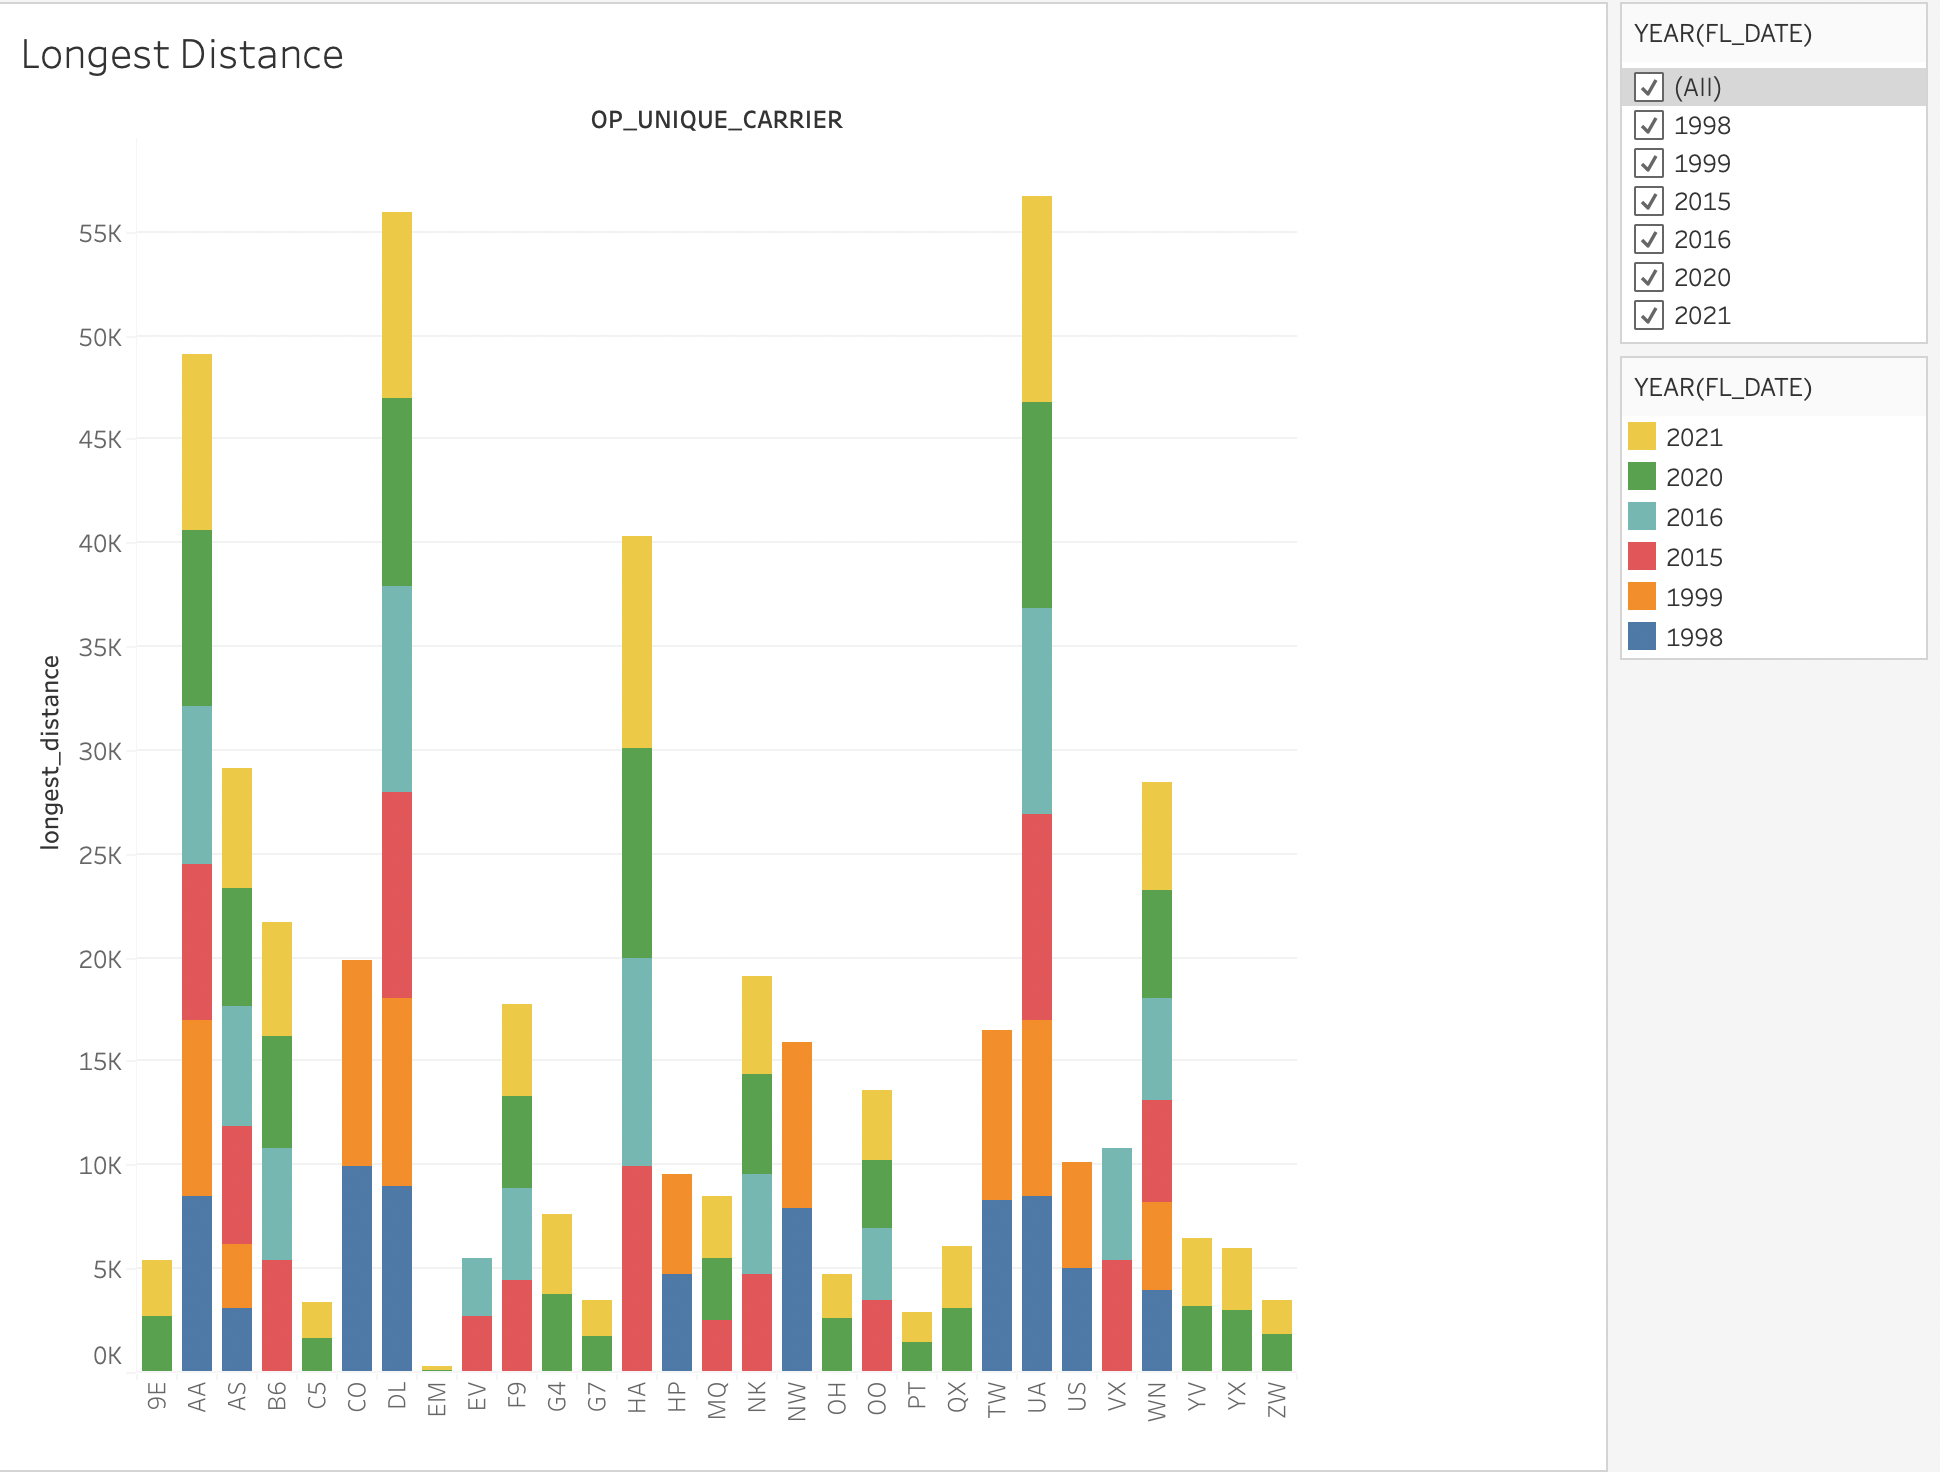 Longest Distance
OP_UNIQUE_CARRIER
55K
50K
45K
40K
35K
30K
25K
20K
15K
10K
5K
0K
longest_distance
9E AA AS B6 C5 CO DL EM EV F9 G4 G7 HA HP MQ NK NW OH OO PT QX TW UA US VX WN YV YX ZW
YEAR(FL_DATE)
(All)
1998
1999
2015
2016
2020
2021
YEAR(FL_DATE)
2021
2020
2016
2015
1999
1998